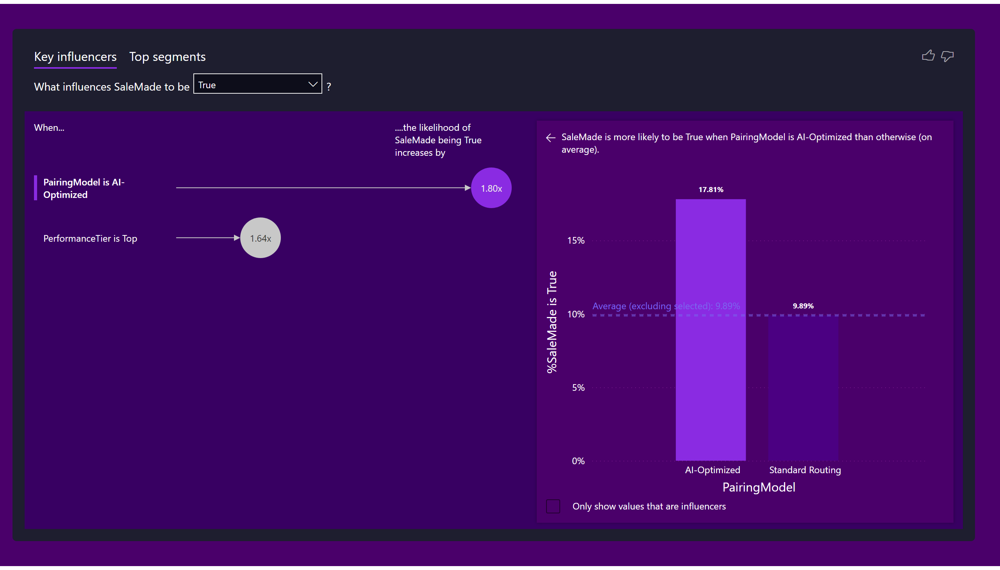 Key influencers Top segments
What influences SaleMade to be True ?
When...
....the likelihood of
SaleMade being True
increases by
PairingModel is AI-
Optimized
1.80x
PerformanceTier is Top
1.64x
SaleMade is more likely to be True when PairingModel is AI-Optimized than otherwise (on
average).
17.81%
15%
Average (excluding selected): 9.89%
9.89%
10%
5%
0%
%SaleMade is True
AI-Optimized Standard Routing
PairingModel
Only show values that are influencers